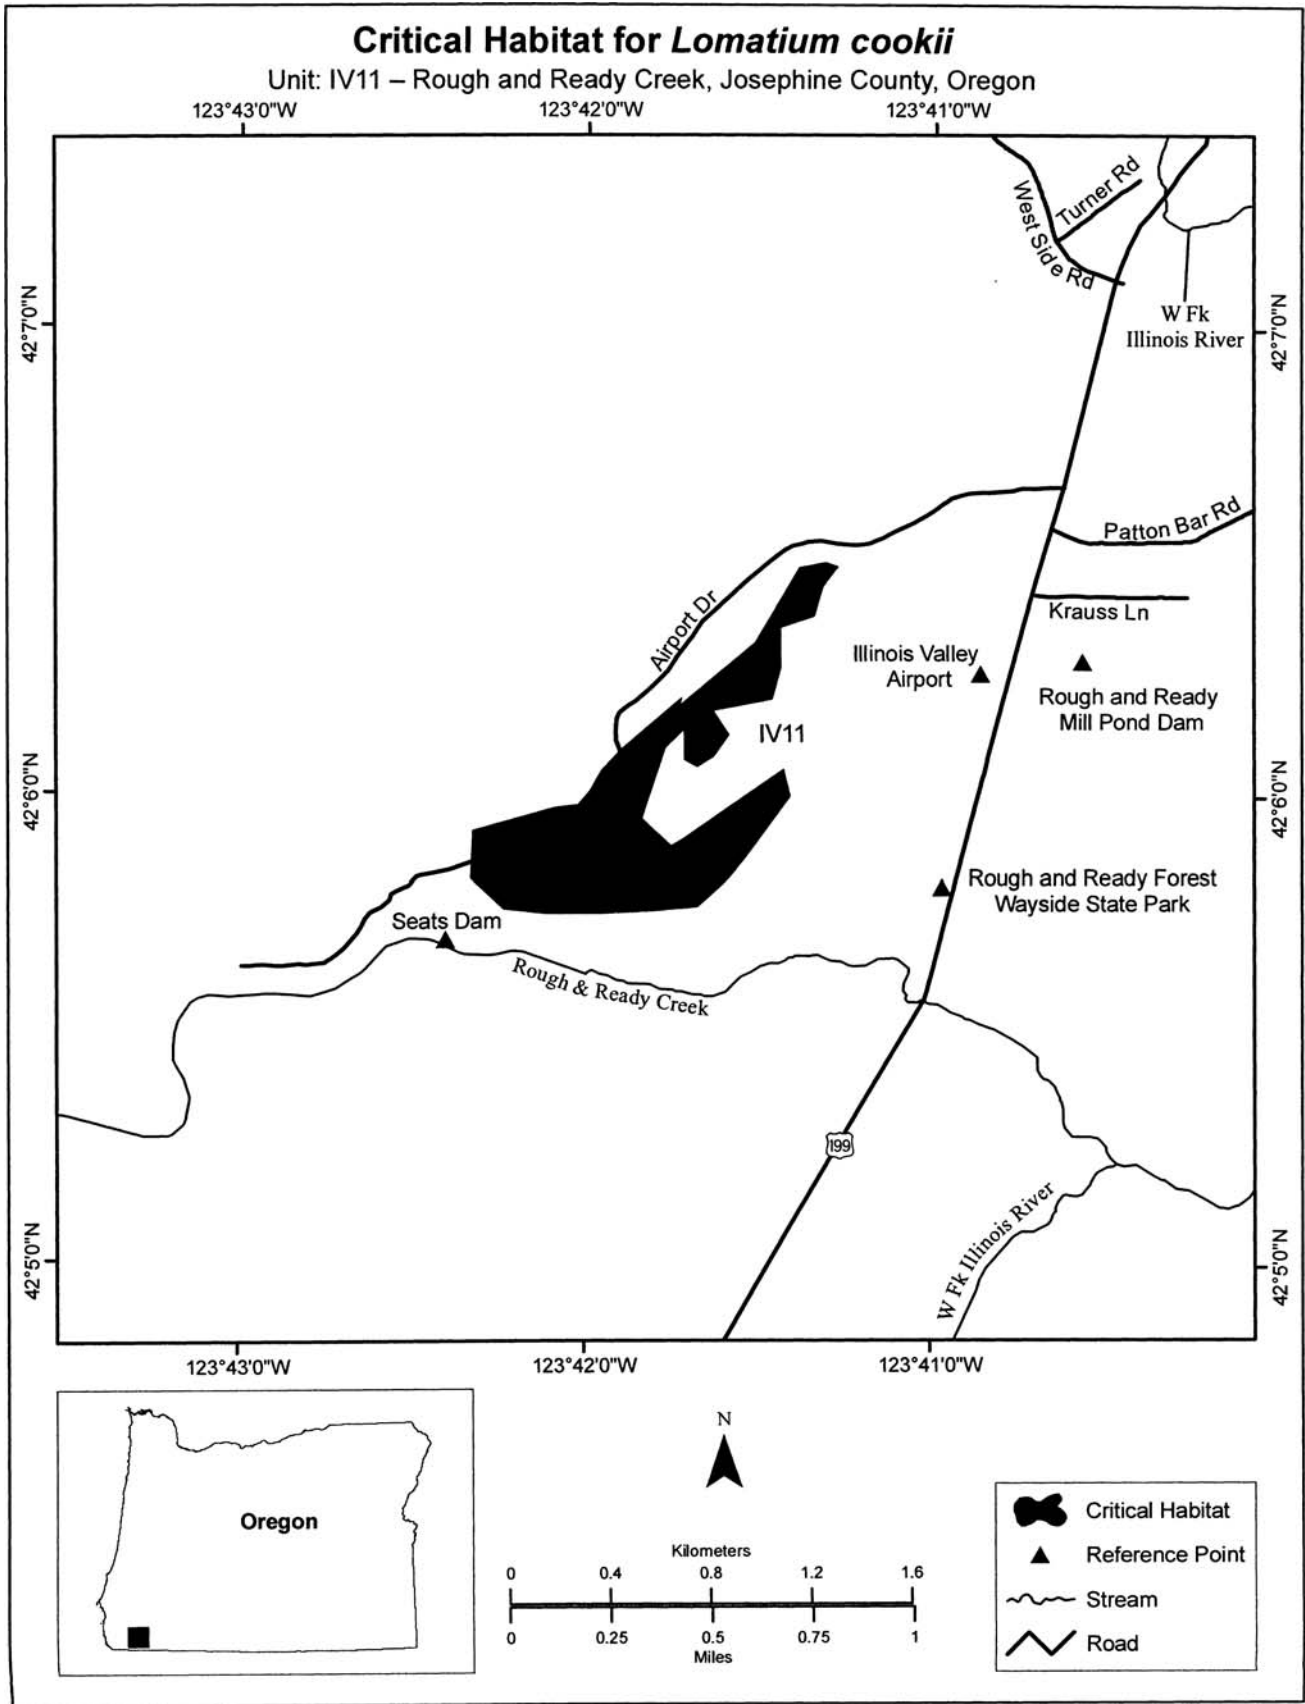 Critical Habitat for Lomatium cookii
Unit: IV11 – Rough and Ready Creek, Josephine County, Oregon
123°43'0"W
123°42'0"W
123°41'0"W
Turner Rd
West Side Rd
W Fk
Illinois River
42°7'0"N
42°7'0"N
Patton Bar Rd
Krauss Ln
Airport Dr
Illinois Valley
Airport
Rough and Ready
Mill Pond Dam
IV11
42°6'0"N
42°6'0"N
Rough and Ready Forest
Wayside State Park
Seats Dam
Rough & Ready Creek
199
W Fk Illinois River
42°5'0"N
42°5'0"N
123°43'0"W
123°42'0"W
123°41'0"W
Oregon
N
Kilometers
0 0.4 0.8 1.2 1.6
0 0.25 0.5 0.75 1
Miles
Critical Habitat
Reference Point
Stream
Road